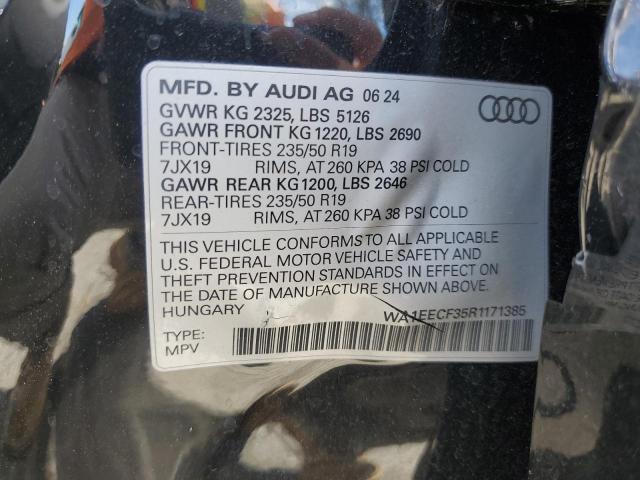 MFD. BY AUDI AG 06 24
GVWR KG 2325, LBS 5126
GAWR FRONT KG 1220, LBS 2690
FRONT-TIRES 235/50 R19
7JX19 RIMS, AT 260 KPA 38 PSI COLD
GAWR REAR KG 1200, LBS 2646
REAR-TIRES 235/50 R19
7JX19 RIMS, AT 260 KPA 38 PSI COLD
THIS VEHICLE CONFORMS TO ALL APPLICABLE
U.S. FEDERAL MOTOR VEHICLE SAFETY AND
THEFT PREVENTION STANDARDS IN EFFECT ON
THE DATE OF MANUFACTURE SHOWN ABOVE.
HUNGARY WA1EECF35R1171385
TYPE:
MPV